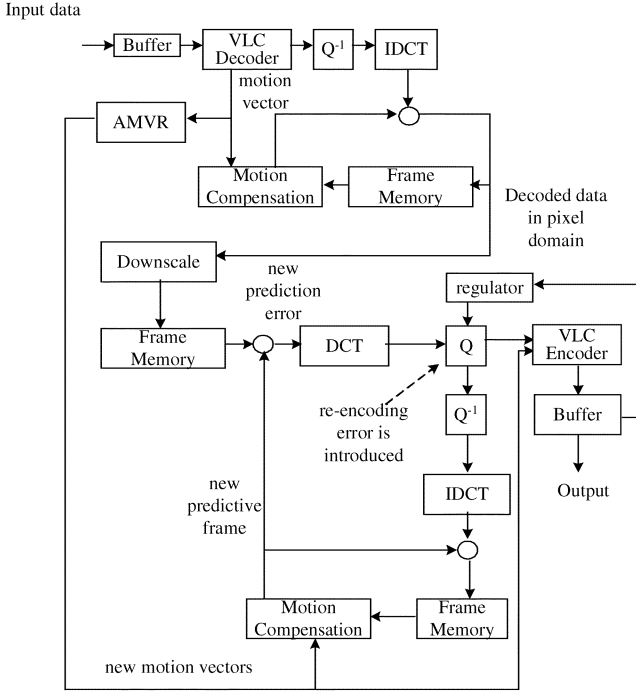 Input data
Buffer
VLC
Decoder
Q-1
IDCT
motion
vector
AMVR
Motion
Compensation
Frame
Memory
Decoded data
in pixel
domain
Downscale
new
prediction
error
regulator
Frame
Memory
DCT
Q
VLC
Encoder
re-encoding
error is
introduced
Q-1
Buffer
IDCT
Output
new
predictive
frame
Motion
Compensation
Frame
Memory
new motion vectors